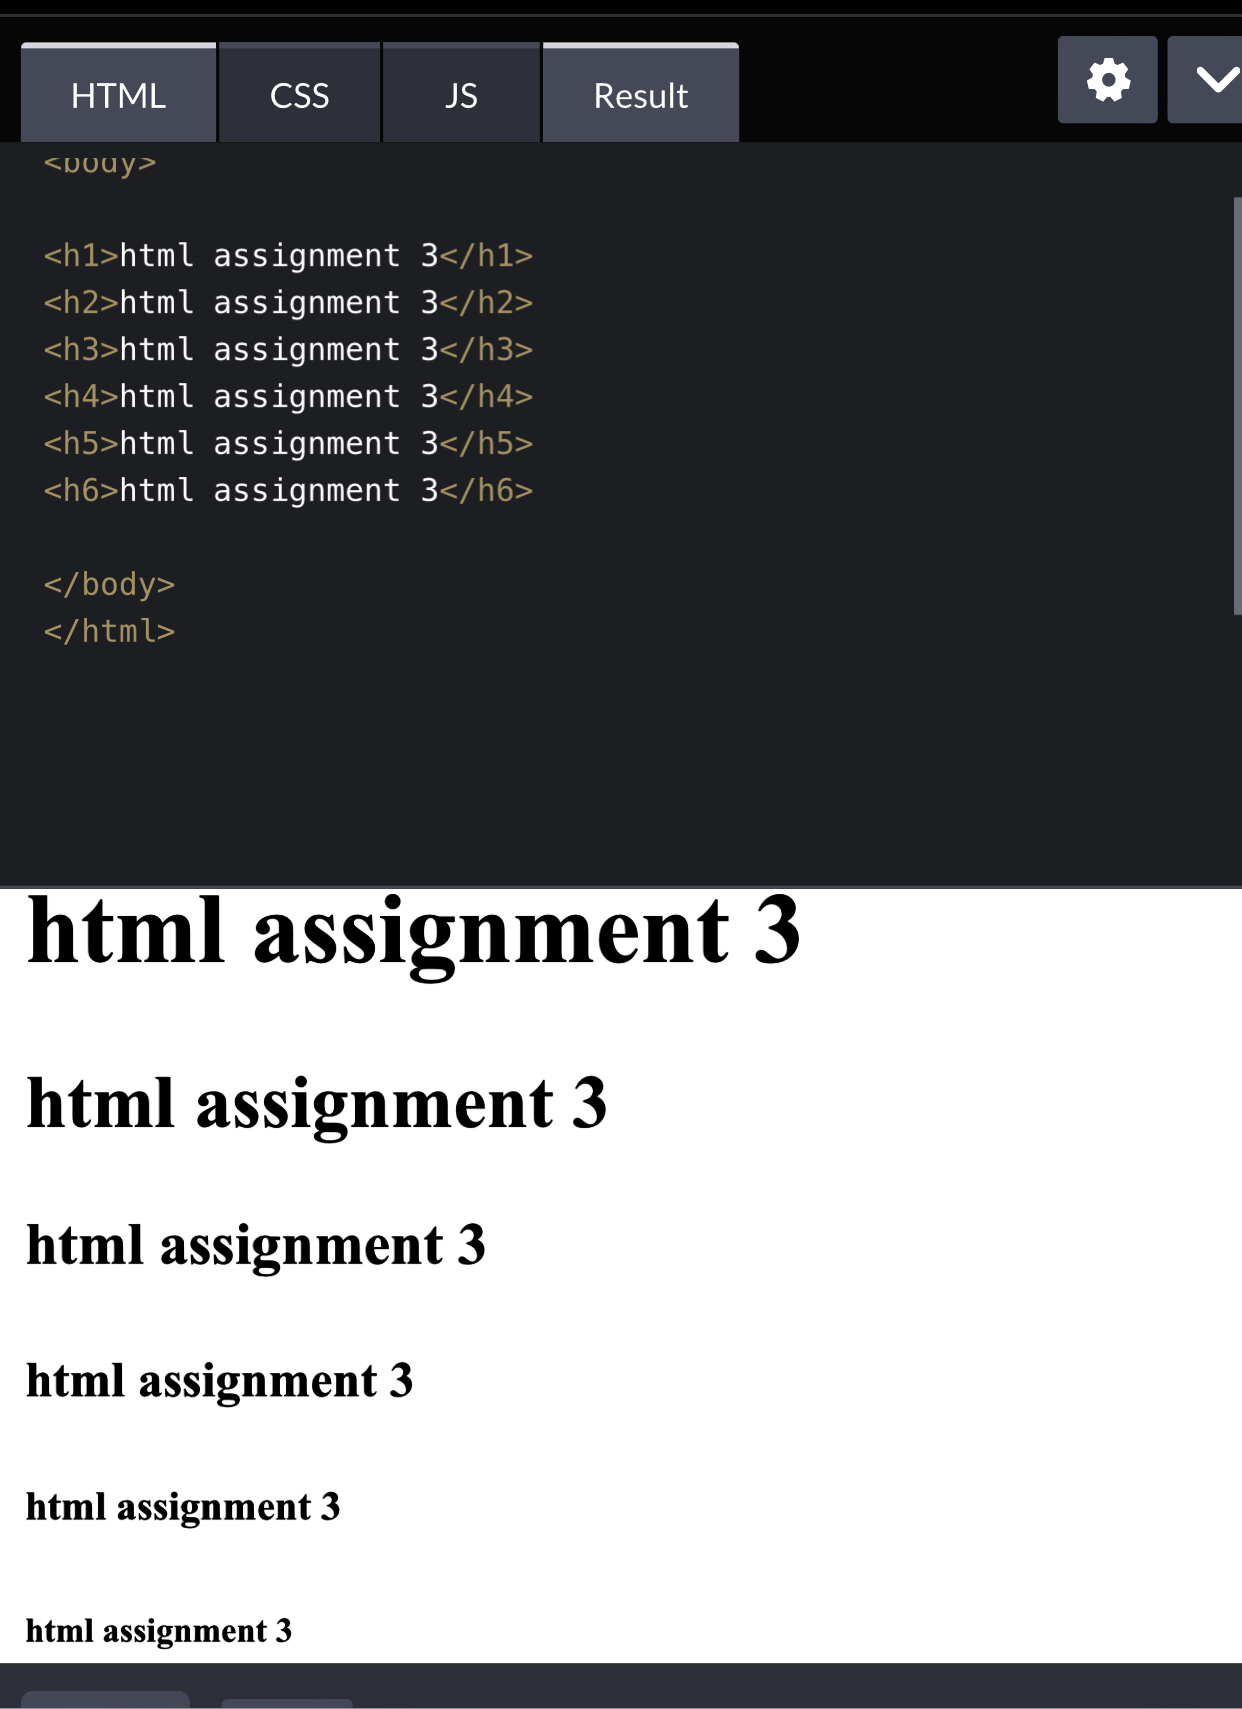 HTML CSS JS Result
<body>
<h1>html assignment 3</h1>
<h2>html assignment 3</h2>
<h3>html assignment 3</h3>
<h4>html assignment 3</h4>
<h5>html assignment 3</h5>
<h6>html assignment 3</h6>
</body>
</html>
html assignment 3
html assignment 3
html assignment 3
html assignment 3
html assignment 3
html assignment 3